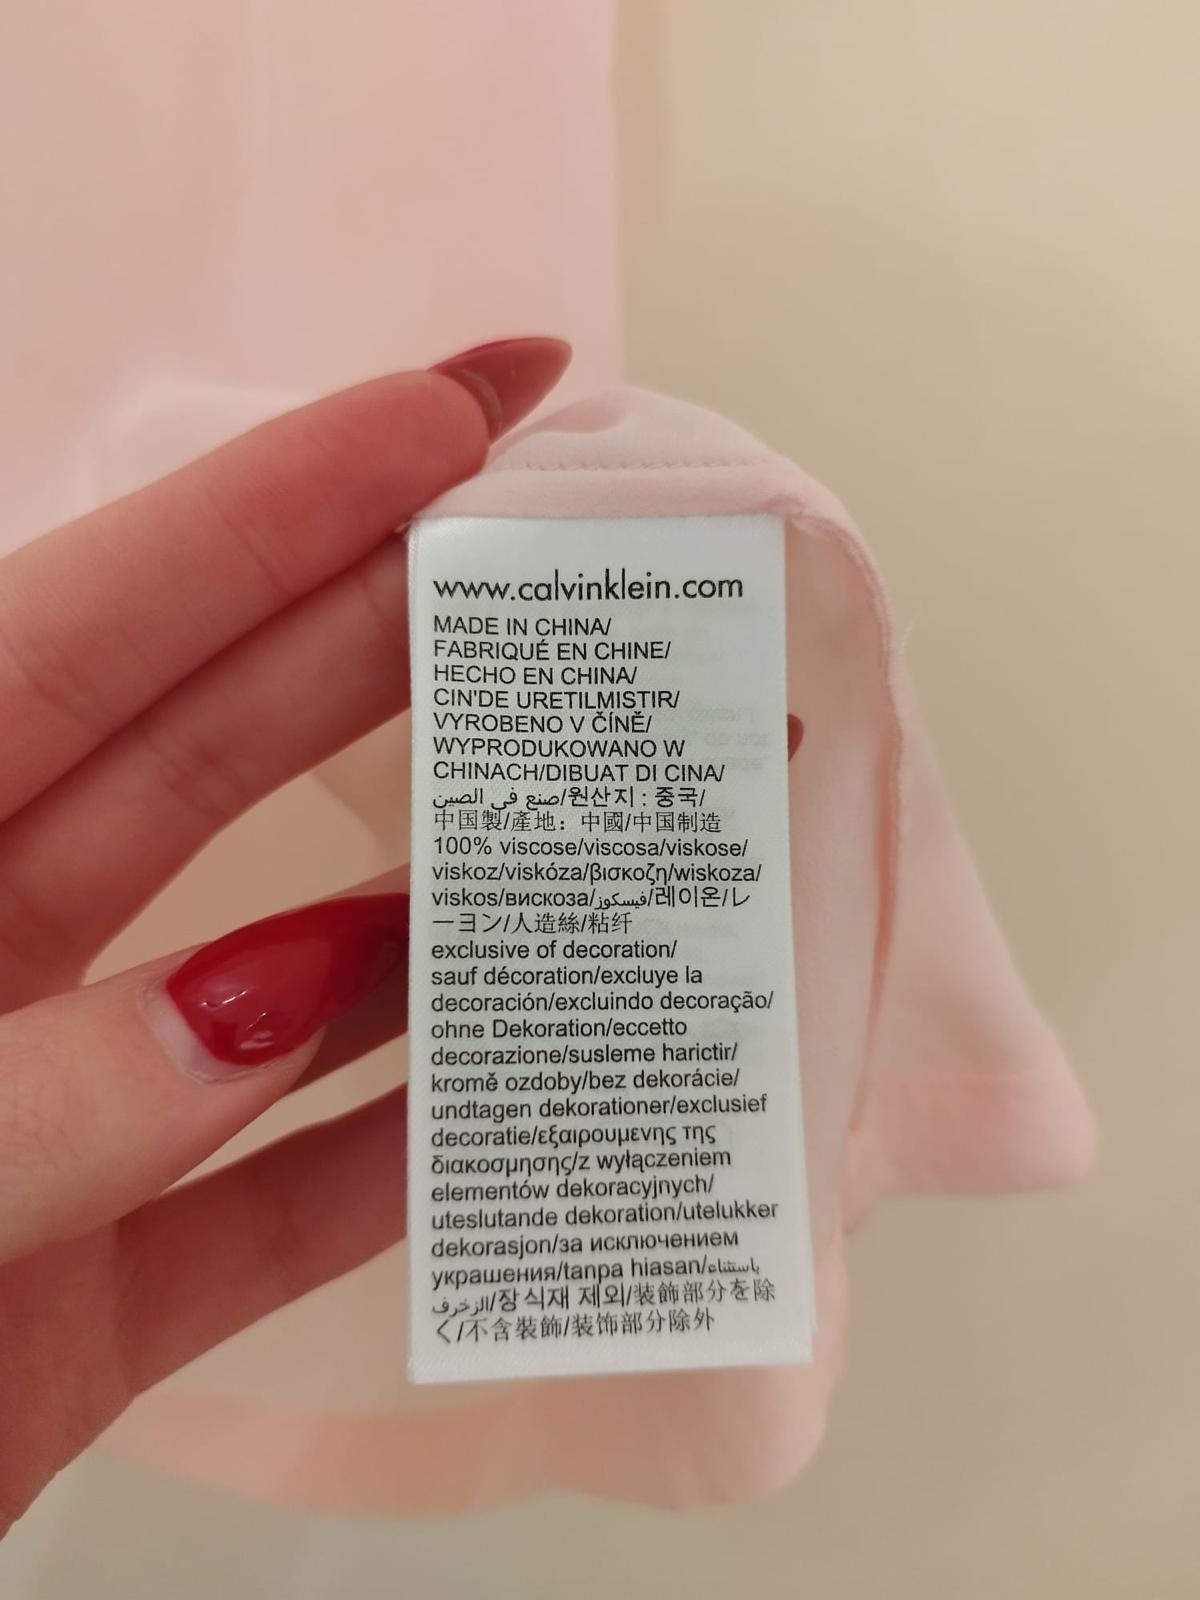 www.calvinklein.com
MADE IN CHINA/
FABRIQUÉ EN CHINE/
HECHO EN CHINA/
CIN'DE URETILMISTIR/
VYROBENO V ČÍNĚ/
WYPRODUKOWANO W
CHINACH/DIBUAT DI CINA/
صنع في الصين/원산지 : 중국/
中国製/產地：中國/中国制造
100% viscose/viscosa/viskose/
viskoz/viskóza/βισκοζη/wiskoza/
viskos/вискоза/فيسكوز/레이온/レ
ーヨン/人造絲/粘纤
exclusive of decoration/
sauf décoration/excluye la
decoración/excluindo decoração/
ohne Dekoration/eccetto
decorazione/susleme harictir/
kromě ozdoby/bez dekorácie/
undtagen dekorationer/exclusief
decoratie/εξαιρουμενης της
διακοσμησης/z wyłączeniem
elementów dekoracyjnych/
uteslutande dekoration/utelukker
dekorasjon/за исключением
украшения/tanpa hiasan/باستثناء
الزخرف/장식재 제외/装飾部分を除
く/不含裝飾/装饰部分除外